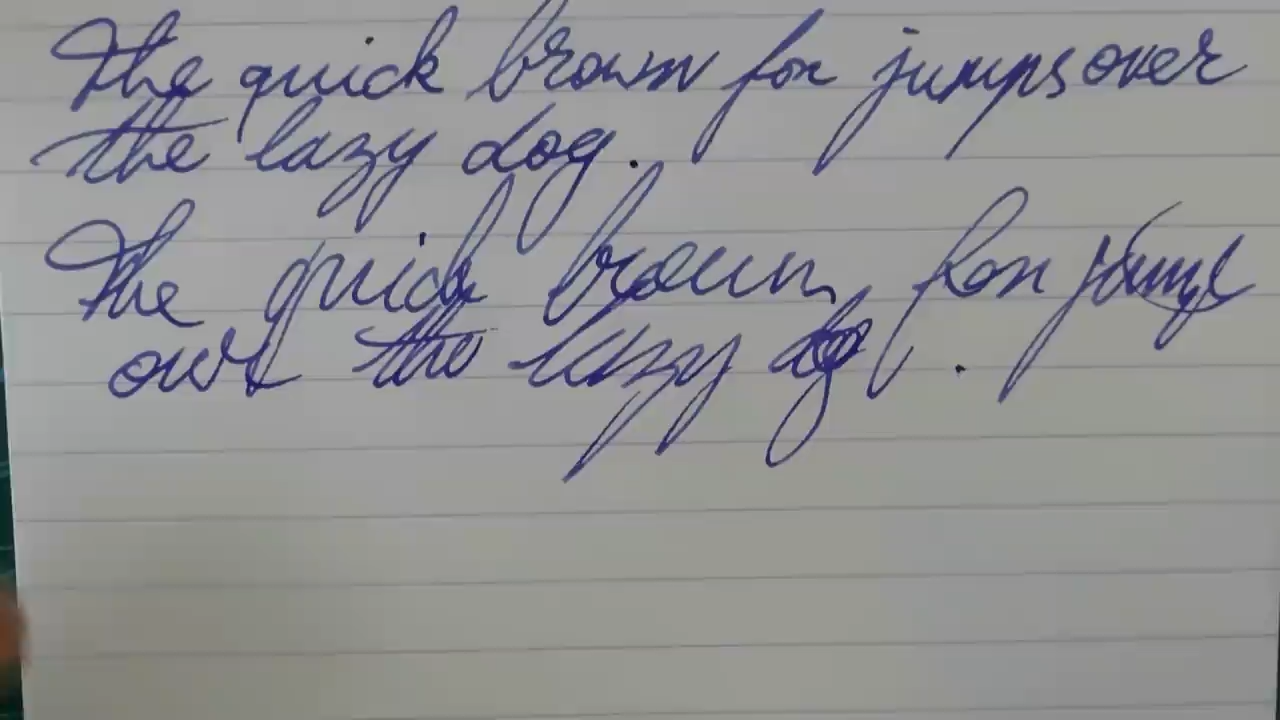 The quick brown fox jumps over
the lazy dog.
The quick brown fox jumps
over the lazy dog.